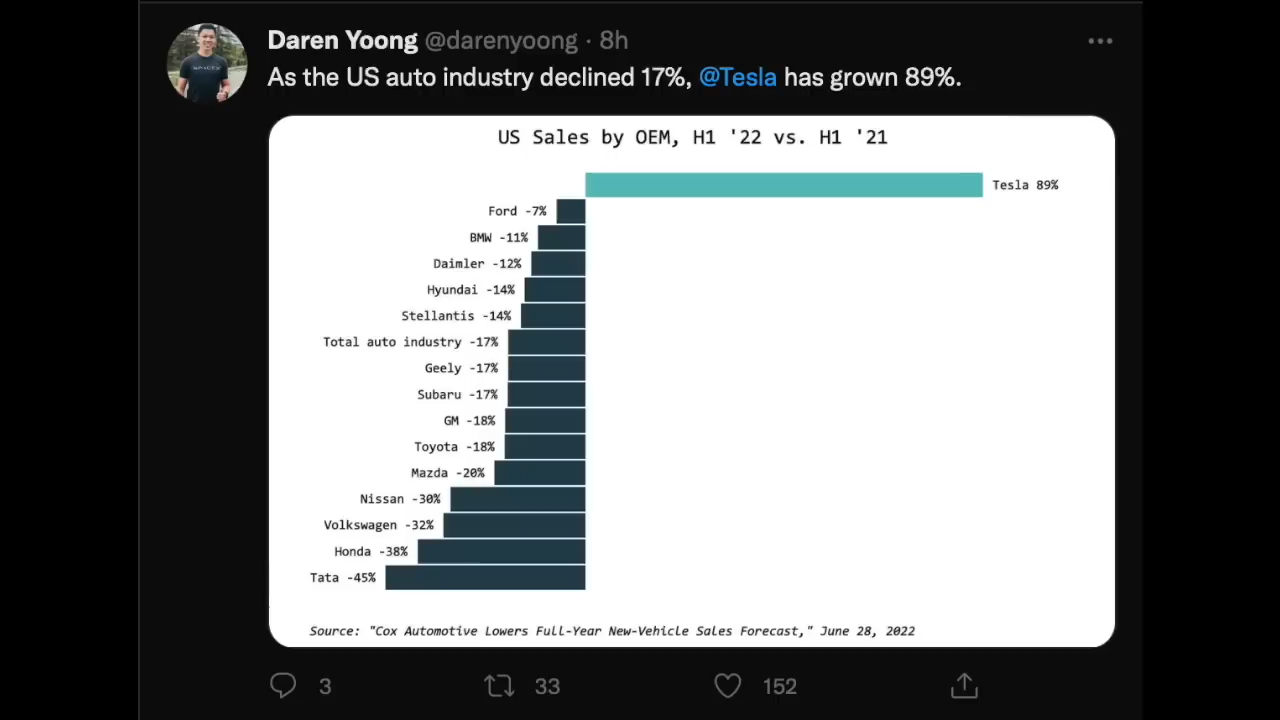 Daren Yoong @darenyoong · 8h
As the US auto industry declined 17%, @Tesla has grown 89%.
US Sales by OEM, H1 '22 vs. H1 '21
Tesla 89%
Ford -7%
BMW -11%
Daimler -12%
Hyundai -14%
Stellantis -14%
Total auto industry -17%
Geely -17%
Subaru -17%
GM -18%
Toyota -18%
Mazda -20%
Nissan -30%
Volkswagen -32%
Honda -38%
Tata -45%
Source: "Cox Automotive Lowers Full-Year New-Vehicle Sales Forecast," June 28, 2022
3 33 152